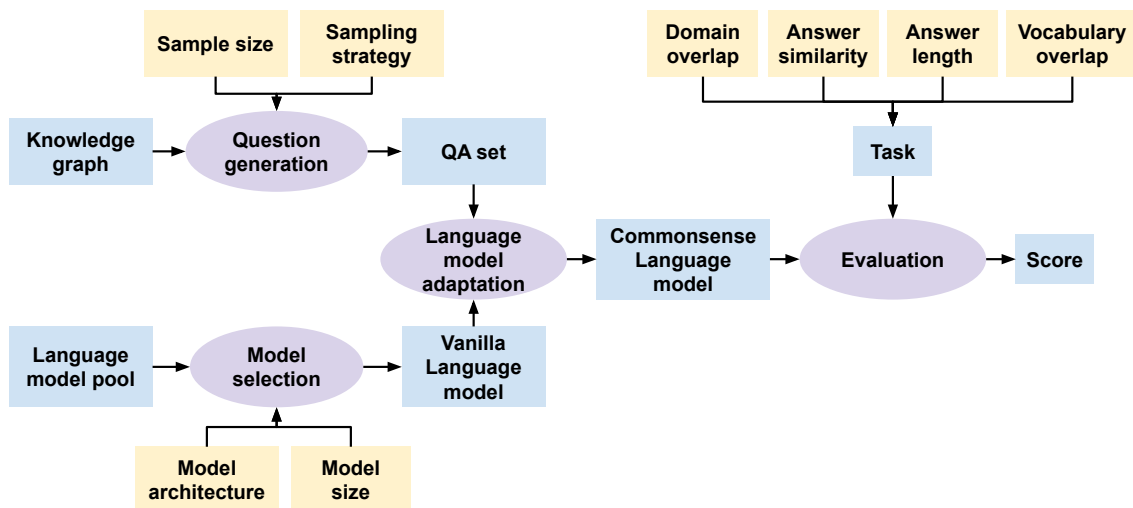 Sample size
Sampling
strategy
Domain
overlap
Answer
similarity
Answer
length
Vocabulary
overlap
Knowledge
graph
Question
generation
QA set
Task
Language
model
adaptation
Commonsense
Language
model
Evaluation
Score
Language
model pool
Model
selection
Vanilla
Language
model
Model
architecture
Model
size